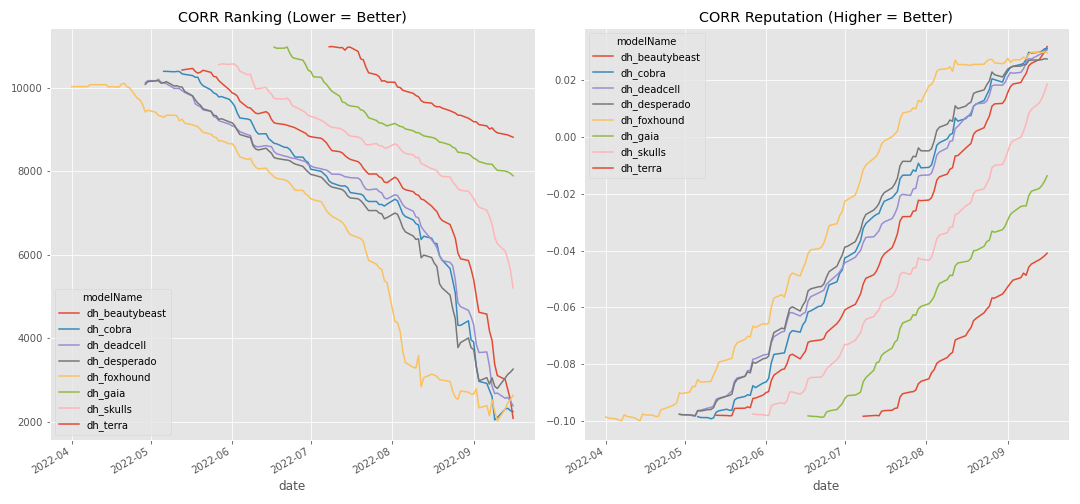 CORR Ranking (Lower = Better)
10000
8000
6000
4000
2000
modelName
dh_beautybeast
dh_cobra
dh_deadcell
dh_desperado
dh_foxhound
dh_gaia
dh_skulls
dh_terra
2022-04
2022-05
2022-06
2022-07
2022-08
2022-09
date
CORR Reputation (Higher = Better)
modelName
dh_beautybeast
dh_cobra
dh_deadcell
dh_desperado
dh_foxhound
dh_gaia
dh_skulls
dh_terra
0.02
0.00
−0.02
−0.04
−0.06
−0.08
−0.10
2022-04
2022-05
2022-06
2022-07
2022-08
2022-09
date